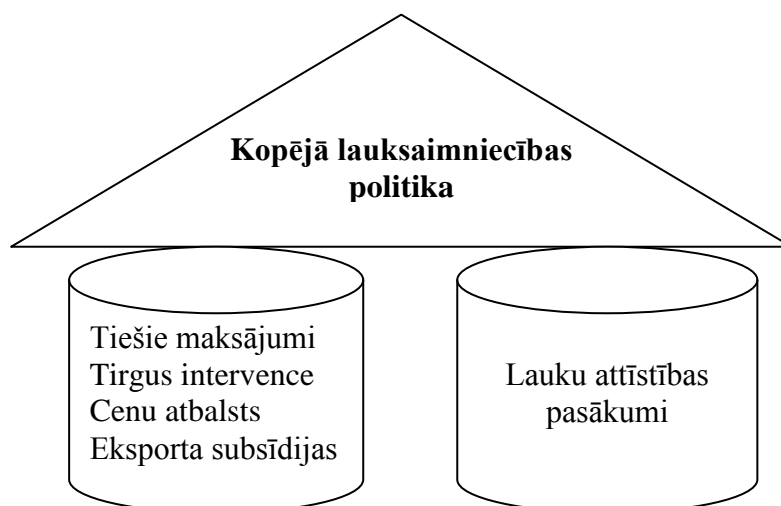 Kopējā lauksaimniecības
politika
Tiešie maksājumi
Tirgus intervence
Cenu atbalsts
Eksporta subsīdijas
Lauku attīstības
pasākumi